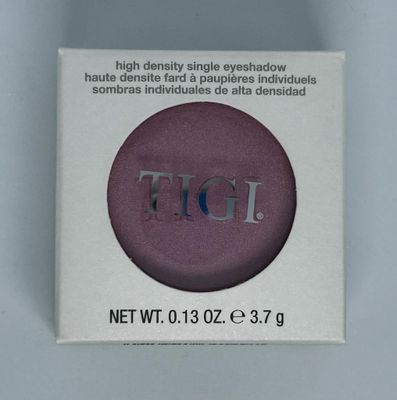 high density single eyeshadow
haute densite fard à paupières individuels
sombras individuales de alta densidad
TIGI®
NET WT. 0.13 OZ. ℮ 3.7 g